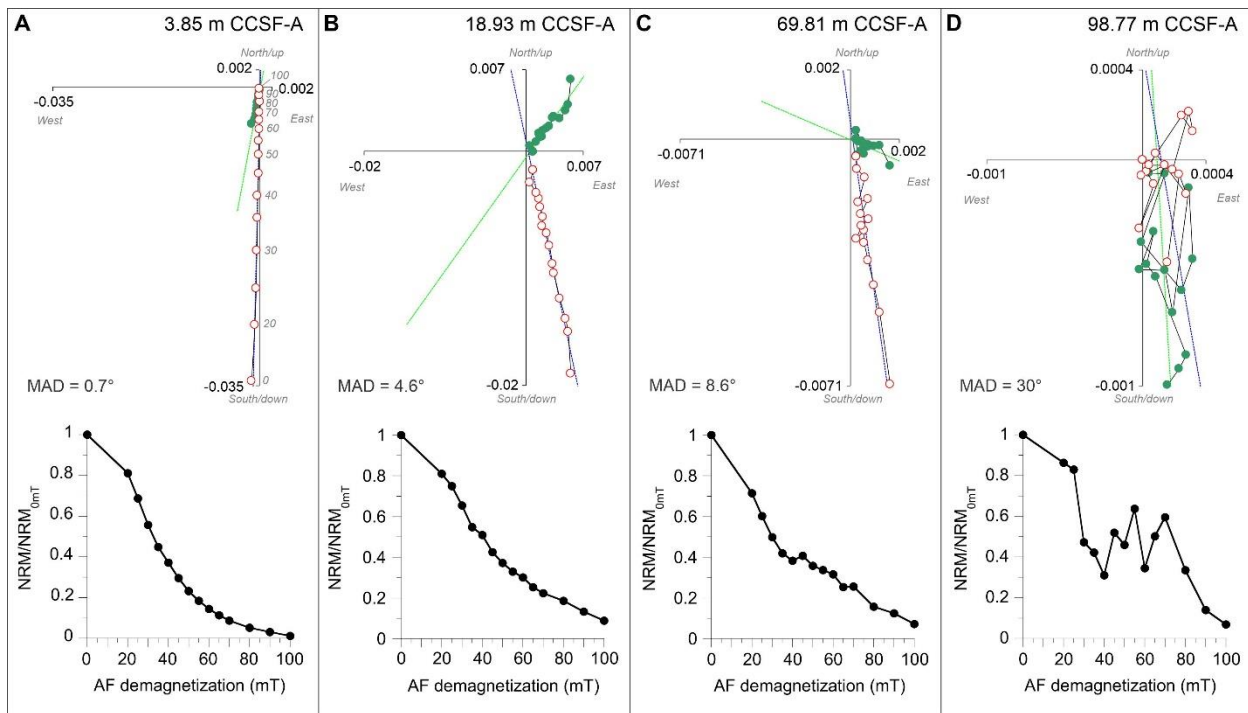 A 3.85 m CCSF-A
North/up
0.002
100
90
80
70
60
50
40
30
20
0
0.002
-0.035
West
East
-0.035
MAD = 0.7°
South/down
1
0.8
0.6
0.4
0.2
0
NRM/NRM0mT
0 20 40 60 80 100
AF demagnetization (mT)
B 18.93 m CCSF-A
North/up
0.007
-0.02
0.007
West
East
-0.02
MAD = 4.6°
South/down
1
0.8
0.6
0.4
0.2
0
NRM/NRM0mT
0 20 40 60 80 100
AF demagnetization (mT)
C 69.81 m CCSF-A
North/up
0.002
-0.0071
0.002
West
East
-0.0071
MAD = 8.6°
South/down
1
0.8
0.6
0.4
0.2
0
NRM/NRM0mT
0 20 40 60 80 100
AF demagnetization (mT)
D 98.77 m CCSF-A
North/up
0.0004
-0.001
0.0004
West
East
-0.001
MAD = 30°
South/down
1
0.8
0.6
0.4
0.2
0
NRM/NRM0mT
0 20 40 60 80 100
AF demagnetization (mT)